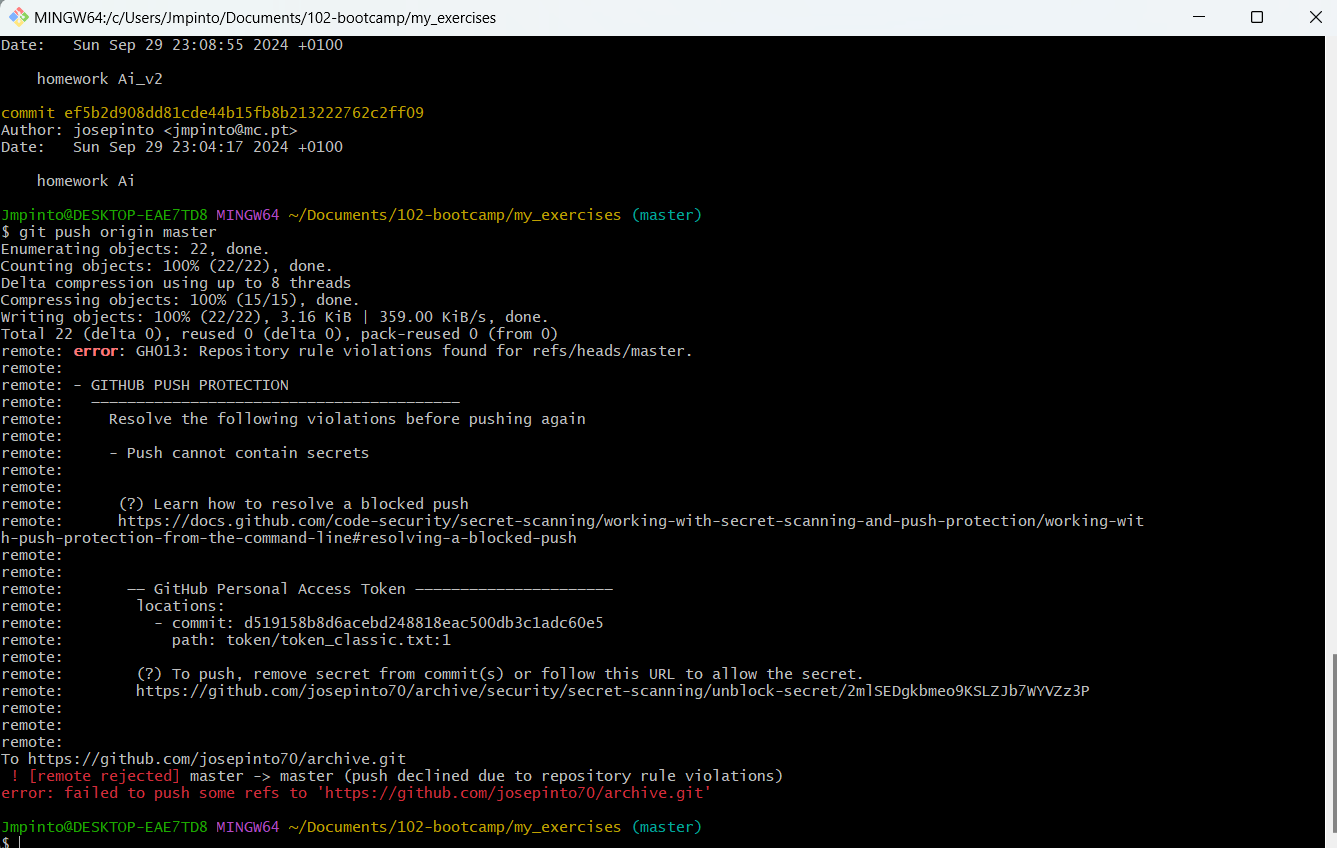 MINGW64:/c/Users/Jmpinto/Documents/102-bootcamp/my_exercises
Date:   Sun Sep 29 23:08:55 2024 +0100
    homework Ai_v2
commit ef5b2d908dd81cde44b15fb8b213222762c2ff09
Author: josepinto <jmpinto@mc.pt>
Date:   Sun Sep 29 23:04:17 2024 +0100
    homework Ai
Jmpinto@DESKTOP-EAE7TD8 MINGW64 ~/Documents/102-bootcamp/my_exercises (master)
$ git push origin master
Enumerating objects: 22, done.
Counting objects: 100% (22/22), done.
Delta compression using up to 8 threads
Compressing objects: 100% (15/15), done.
Writing objects: 100% (22/22), 3.16 KiB | 359.00 KiB/s, done.
Total 22 (delta 0), reused 0 (delta 0), pack-reused 0 (from 0)
remote: error: GH013: Repository rule violations found for refs/heads/master.
remote:
remote: - GITHUB PUSH PROTECTION
remote:   —————————————————————————————————————————
remote:     Resolve the following violations before pushing again
remote:
remote:     - Push cannot contain secrets
remote:
remote:
remote:      (?) Learn how to resolve a blocked push
remote:      https://docs.github.com/code-security/secret-scanning/working-with-secret-scanning-and-push-protection/working-wit
h-push-protection-from-the-command-line#resolving-a-blocked-push
remote:
remote:
remote:       —— GitHub Personal Access Token ——————————————————————
remote:        locations:
remote:          - commit: d519158b8d6acebd248818eac500db3c1adc60e5
remote:            path: token/token_classic.txt:1
remote:
remote:        (?) To push, remove secret from commit(s) or follow this URL to allow the secret.
remote:        https://github.com/josepinto70/archive/security/secret-scanning/unblock-secret/2mlSEDgkbmeo9KSLZJb7WYVZz3P
remote:
remote:
remote:
To https://github.com/josepinto70/archive.git
 ! [remote rejected] master -> master (push declined due to repository rule violations)
error: failed to push some refs to 'https://github.com/josepinto70/archive.git'
Jmpinto@DESKTOP-EAE7TD8 MINGW64 ~/Documents/102-bootcamp/my_exercises (master)
$